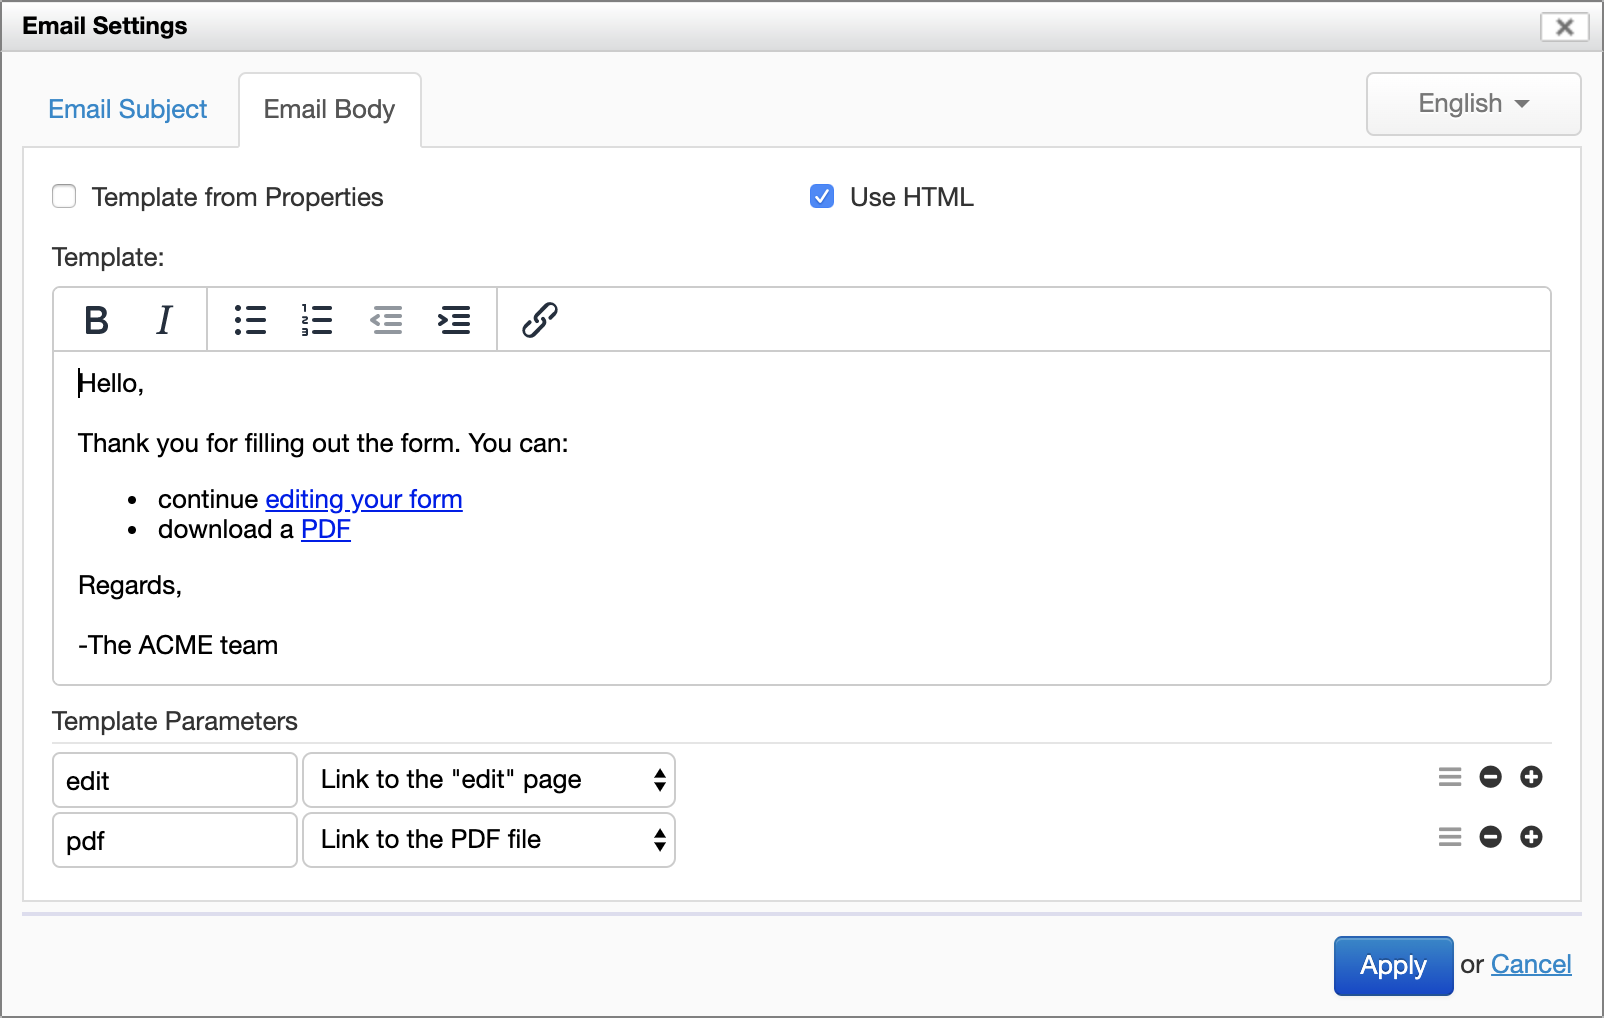 Email Settings
Email Subject
Email Body
English
Template from Properties
Use HTML
Template:
B I
Hello,
Thank you for filling out the form. You can:
continue editing your form
download a PDF
Regards,
-The ACME team
Template Parameters
edit
Link to the "edit" page
pdf
Link to the PDF file
Apply or Cancel